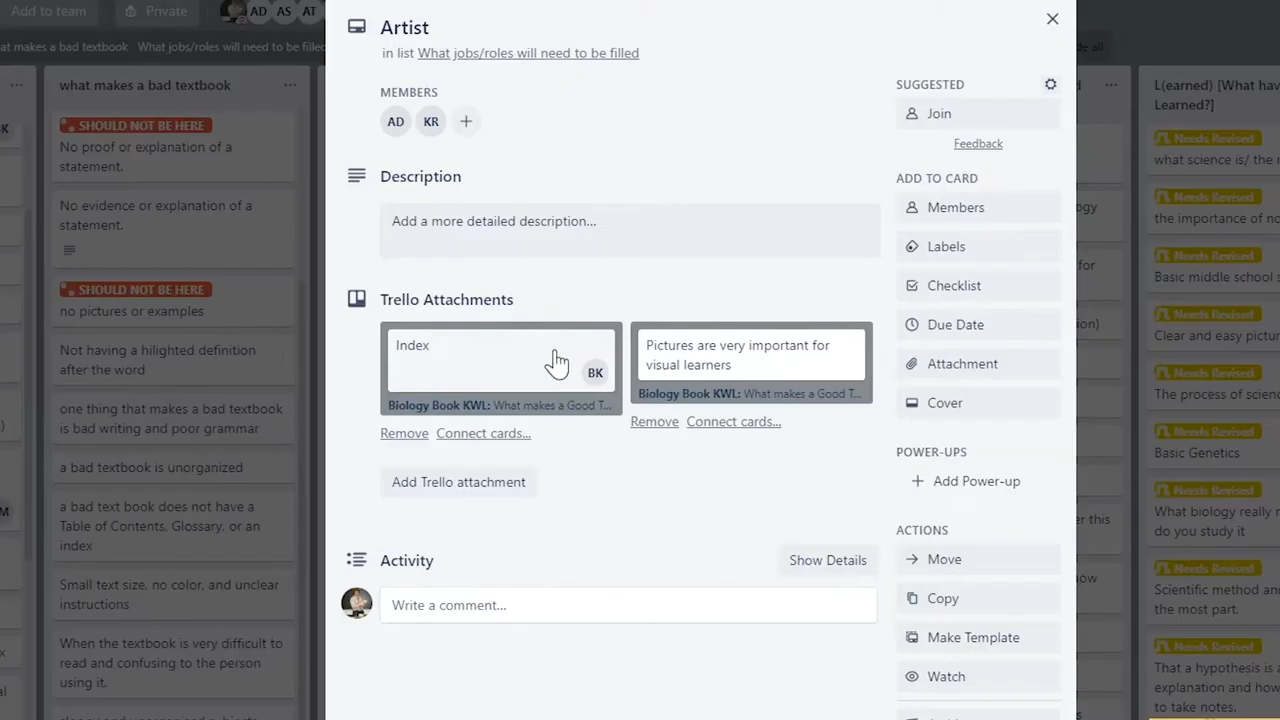 Add to team
Private
AD
AS
AT
at makes a bad textbook
What jobs/roles will need to be filled
de all
what makes a bad textbook
SHOULD NOT BE HERE
No proof or explanation of a
statement.
No evidence or explanation of a
statement.
SHOULD NOT BE HERE
no pictures or examples
Not having a hilighted definition
after the word
one thing that makes a bad textbook
is bad writing and poor grammar
a bad textbook is unorganized
a bad text book does not have a
Table of Contents, Glossary, or an
index
Small text size, no color, and unclear
instructions
When the textbook is very difficult to
read and confusing to the person
using it.
Artist
in list What jobs/roles will need to be filled
MEMBERS
AD
KR
Description
Add a more detailed description...
Trello Attachments
Index
BK
Biology Book KWL: What makes a Good T...
Remove
Connect cards...
Pictures are very important for
visual learners
Biology Book KWL: What makes a Good T...
Remove
Connect cards...
Add Trello attachment
Activity
Show Details
Write a comment...
SUGGESTED
Join
Feedback
ADD TO CARD
Members
Labels
Checklist
Due Date
Attachment
Cover
POWER-UPS
Add Power-up
ACTIONS
Move
Copy
Make Template
Watch
L(earned) [What hav
Learned?]
Needs Revised
what science is/ the r
Needs Revised
the importance of no
Needs Revised
Basic middle school s
Needs Revised
Clear and easy pictur
Needs Revised
The process of scienc
Needs Revised
Basic Genetics
Needs Revised
What biology really r
do you study it
Needs Revised
Scientific method and
the most part.
Needs Revised
That a hypothesis is a
explanation and how
to take notes.